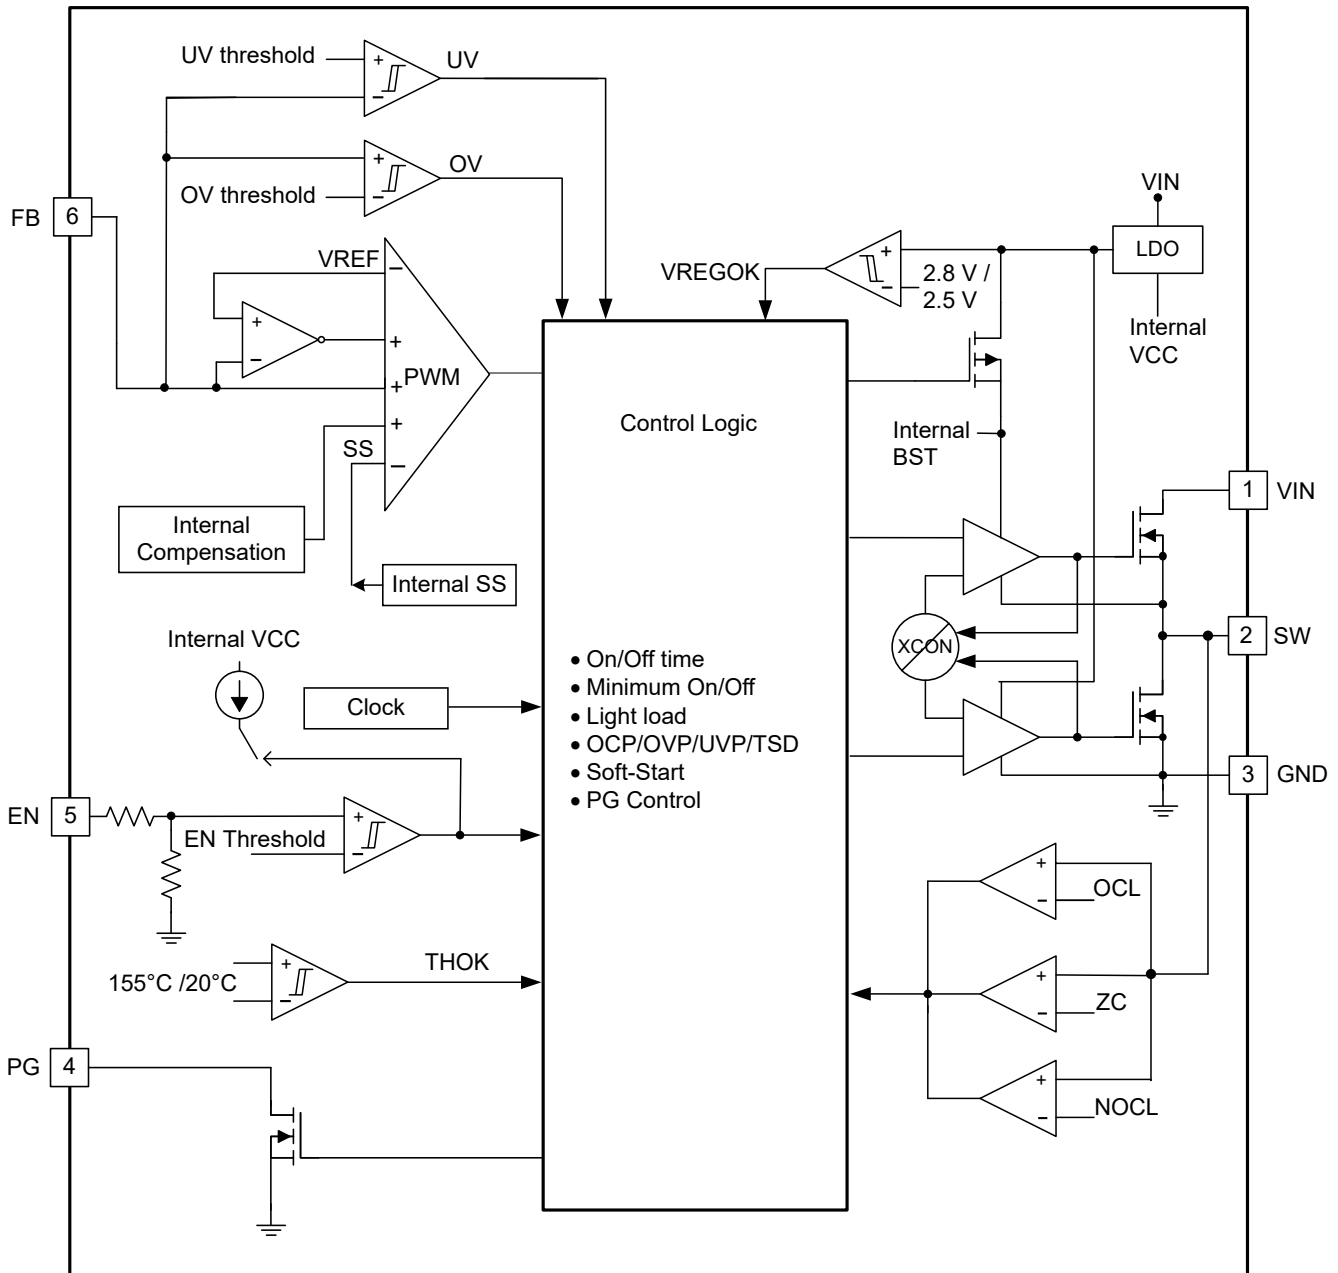 UV threshold
+
−
UV
+
−
OV
OV threshold
FB
6
VREF
−
+
−
+
+
PWM
+
SS
−
Internal
Compensation
Internal SS
VIN
LDO
Internal
VCC
VREGOK
+
−
2.8 V /
2.5 V
Control Logic
Internal
BST
1
VIN
XCON
2
SW
3
GND
Internal VCC
Clock
• On/Off time
• Minimum On/Off
• Light load
• OCP/OVP/UVP/TSD
• Soft-Start
• PG Control
EN
5
+
−
EN Threshold
155°C /20°C
+
−
THOK
+
−
OCL
+
−
ZC
+
−
NOCL
PG
4